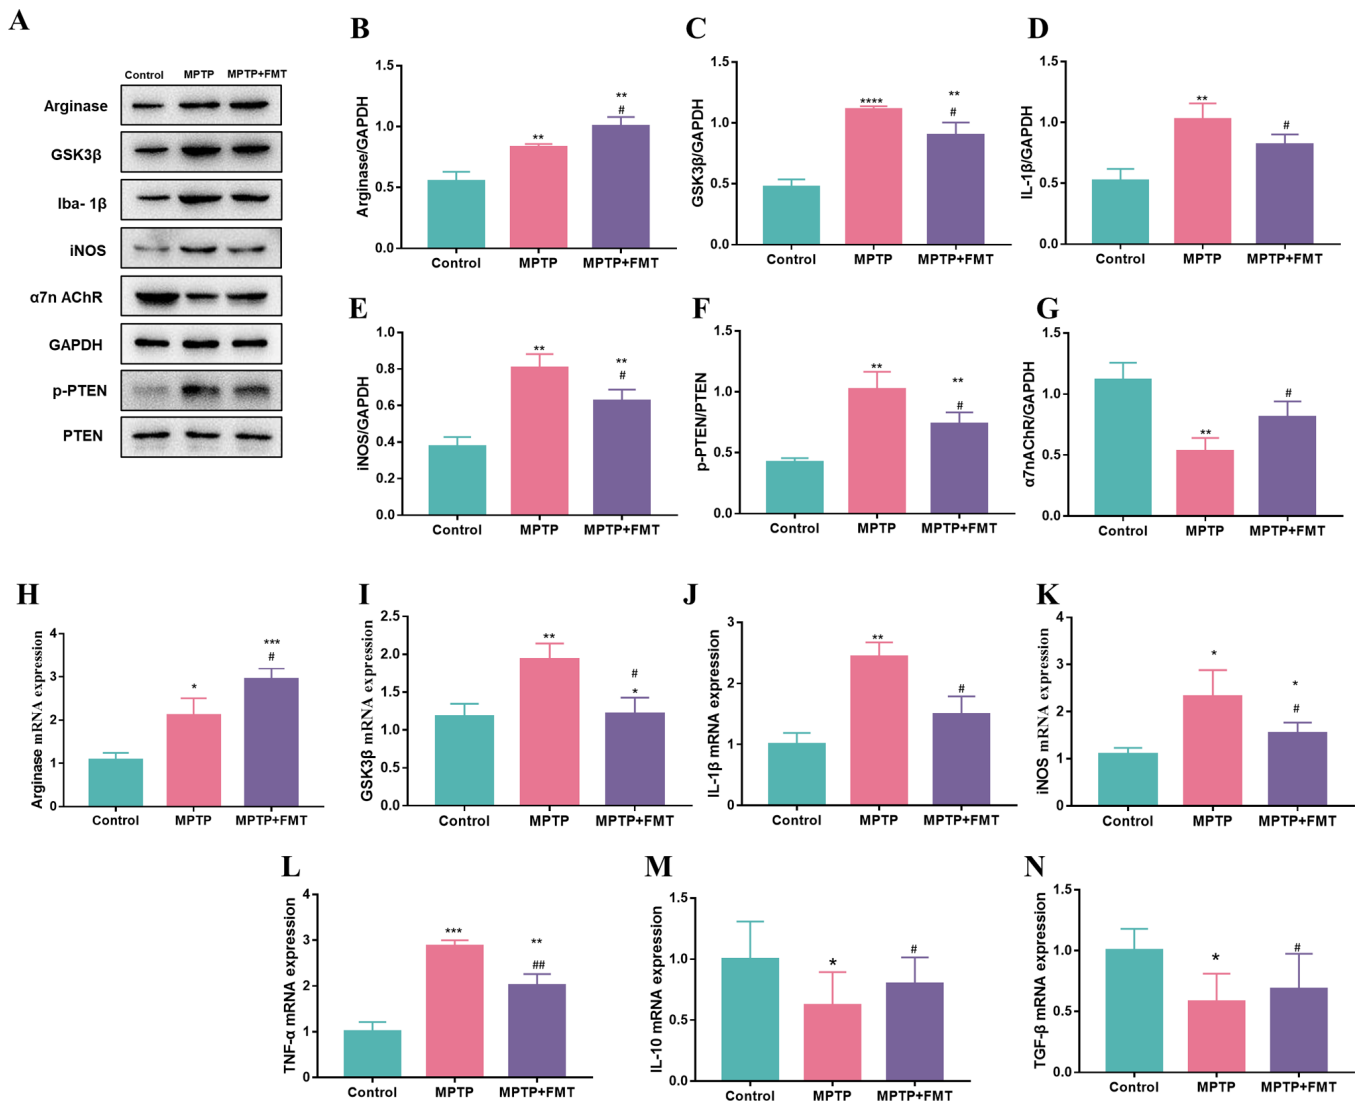 A
Control MPTP MPTP+FMT
Arginase
GSK3β
Iba- 1β
iNOS
α7n AChR
GAPDH
p-PTEN
PTEN
B
Arginase/GAPDH
1.5
1.0
0.5
0.0
**
**
#
Control MPTP MPTP+FMT
C
GSK3β/GAPDH
1.5
1.0
0.5
0.0
****
**
#
Control MPTP MPTP+FMT
D
IL-1β/GAPDH
1.5
1.0
0.5
0.0
**
#
Control MPTP MPTP+FMT
E
iNOS/GAPDH
1.0
0.8
0.6
0.4
0.2
0.0
**
**
#
Control MPTP MPTP+FMT
F
p-PTEN/PTEN
1.5
1.0
0.5
0.0
**
**
#
Control MPTP MPTP+FMT
G
α7nAChR/GAPDH
1.5
1.0
0.5
0.0
**
#
Control MPTP MPTP+FMT
H
Arginase mRNA expression
4
3
2
1
0
*
***
#
Control MPTP MPTP+FMT
I
GSK3β mRNA expression
2.5
2.0
1.5
1.0
0.5
0.0
**
#
*
Control MPTP MPTP+FMT
J
IL-1β mRNA expression
3
2
1
0
**
#
Control MPTP MPTP+FMT
K
iNOS mRNA expression
4
3
2
1
0
*
*
#
Control MPTP MPTP+FMT
L
TNF-α mRNA expression
4
3
2
1
0
***
**
##
Control MPTP MPTP+FMT
M
IL-10 mRNA expression
1.5
1.0
0.5
0.0
*
#
Control MPTP MPTP+FMT
N
TGF-β mRNA expression
1.5
1.0
0.5
0.0
*
#
Control MPTP MPTP+FMT